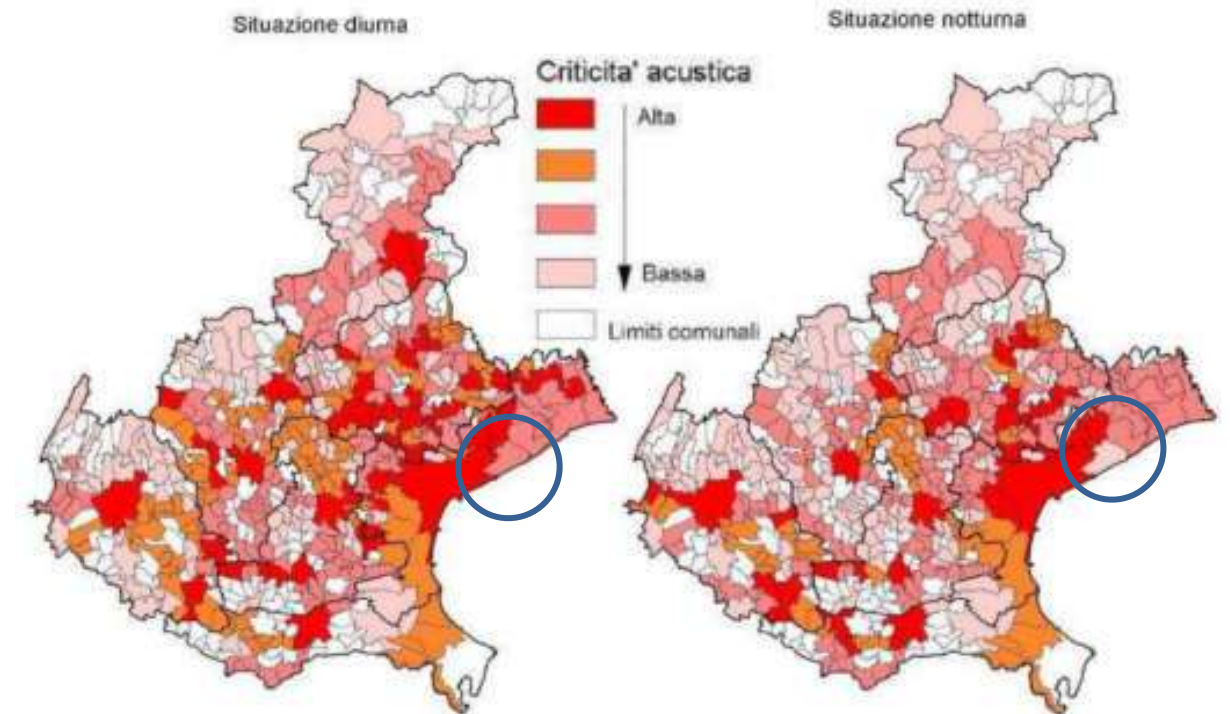 Situazione diurna
Situazione notturna
Criticita' acustica
Alta
Bassa
Limiti comunali